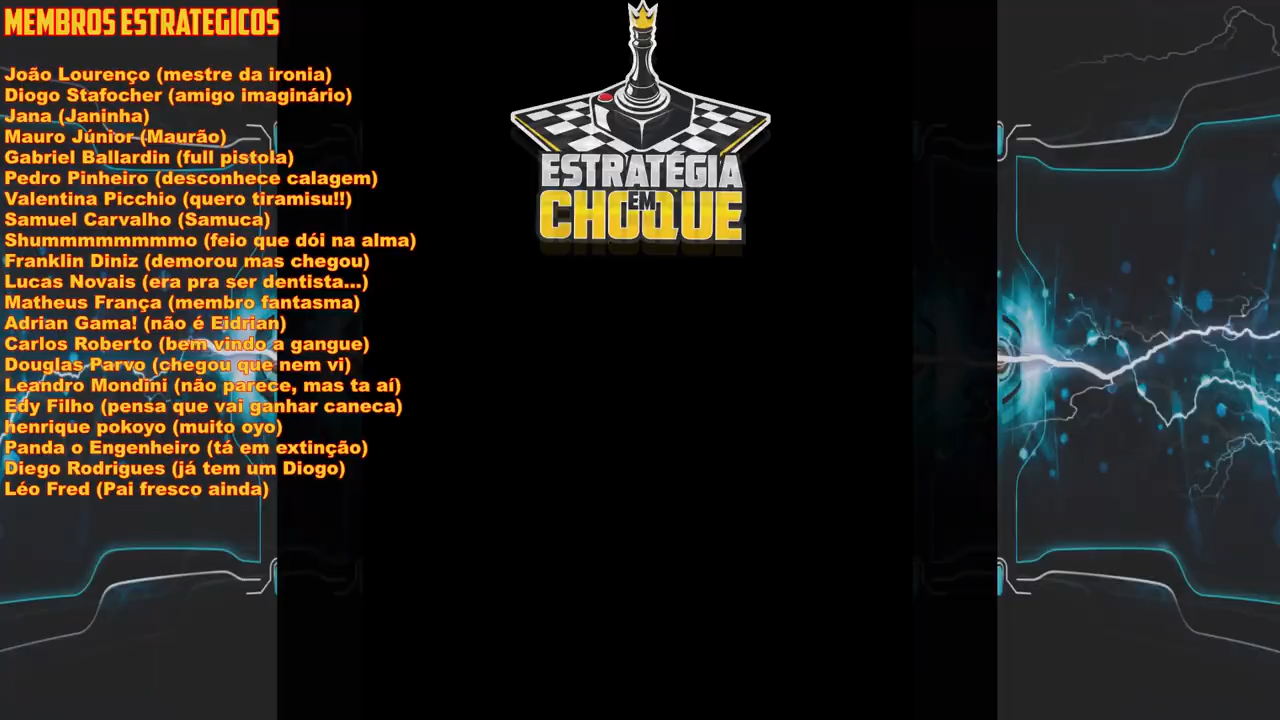 MEMBROS ESTRATEGICOS
João Lourenço (mestre da ironia)
Diogo Stafocher (amigo imaginário)
Jana (Janinha)
Mauro Júnior (Maurão)
Gabriel Ballardin (full pistola)
Pedro Pinheiro (desconhece calagem)
Valentina Picchio (quero tiramisu!!)
Samuel Carvalho (Samuca)
Shummmmmmmmo (feio que dói na alma)
Franklin Diniz (demorou mas chegou)
Lucas Novais (era pra ser dentista...)
Matheus França (membro fantasma)
Adrian Gama! (não é Eidrian)
Carlos Roberto (bem vindo a gangue)
Douglas Parvo (chegou que nem vi)
Leandro Mondini (não parece, mas ta aí)
Edy Filho (pensa que vai ganhar caneca)
henrique pokoyo (muito oyo)
Panda o Engenheiro (tá em extinção)
Diego Rodrigues (já tem um Diogo)
Léo Fred (Pai fresco ainda)
ESTRATÉGIA
EM
CHOQUE